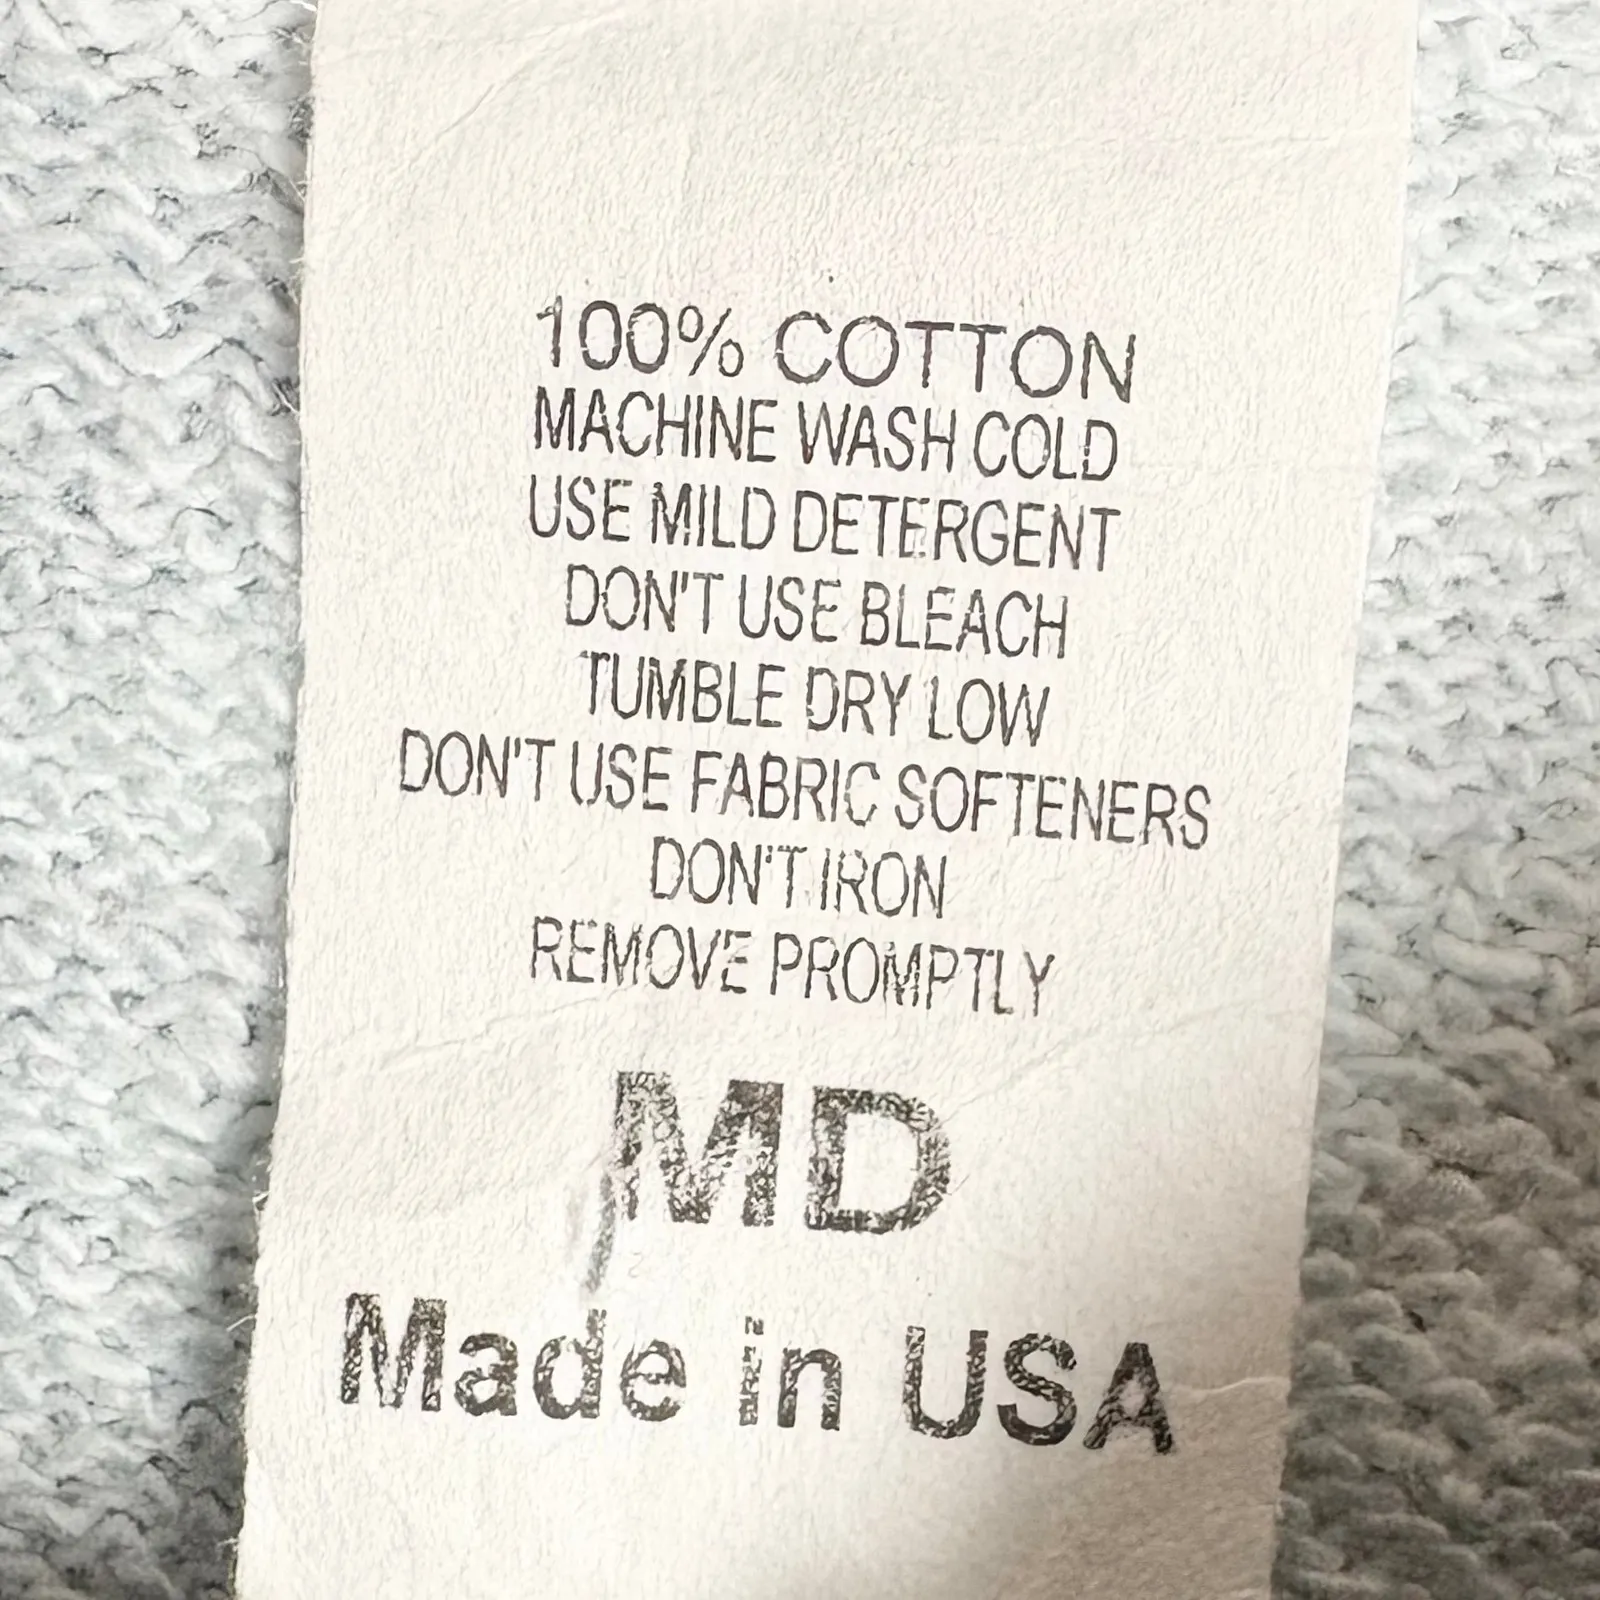 100% COTTON
MACHINE WASH COLD
USE MILD DETERGENT
DON'T USE BLEACH
TUMBLE DRY LOW
DON'T USE FABRIC SOFTENERS
DON'T IRON
REMOVE PROMPTLY
MD
Made in USA